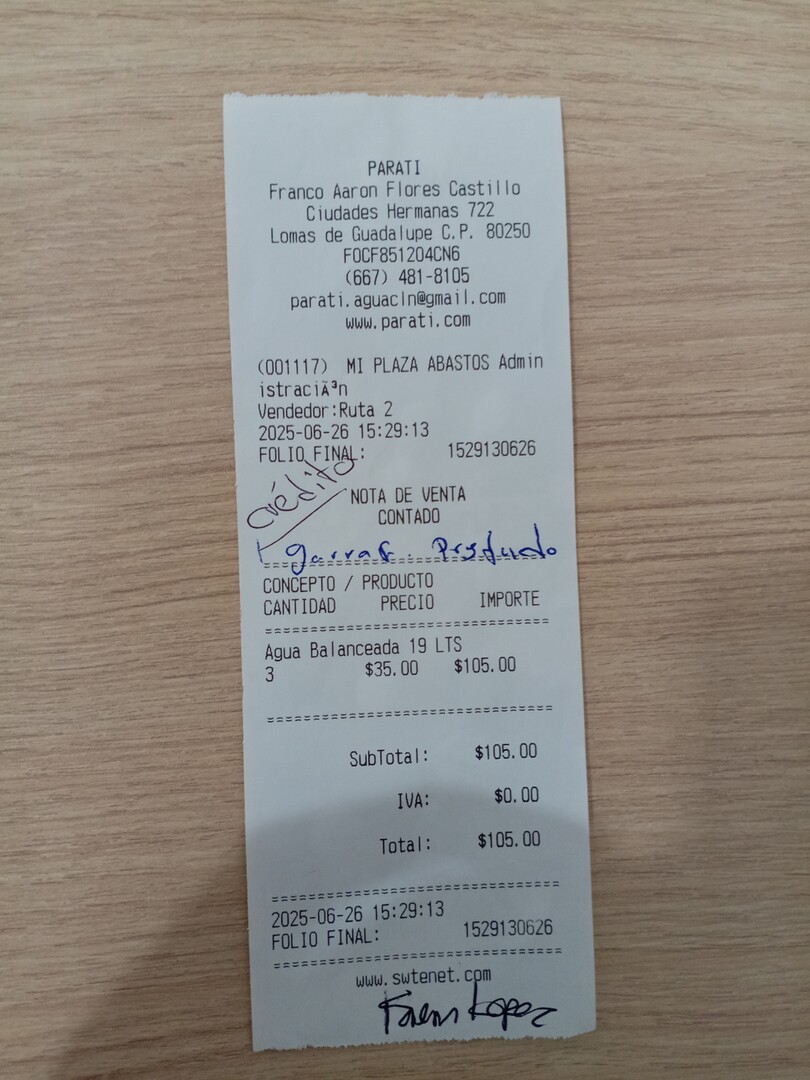 PARATI
Franco Aaron Flores Castillo
Ciudades Hermanas 722
Lomas de Guadalupe C.P. 80250
FOCF851204CN6
(667) 481-8105
parati.aguacln@gmail.com
www.parati.com
(001117) MI PLAZA ABASTOS Admin
istraciÃ³n
Vendedor:Ruta 2
2025-06-26 15:29:13
FOLIO FINAL: 1529130626
crédito
NOTA DE VENTA
CONTADO
1 garraf. Prestado
==============================
CONCEPTO / PRODUCTO
CANTIDAD PRECIO IMPORTE
==============================
Agua Balanceada 19 LTS
3 $35.00 $105.00
==============================
SubTotal: $105.00
IVA: $0.00
Total: $105.00
==============================
2025-06-26 15:29:13
FOLIO FINAL: 1529130626
==============================
www.swtenet.com
Karen Lopez